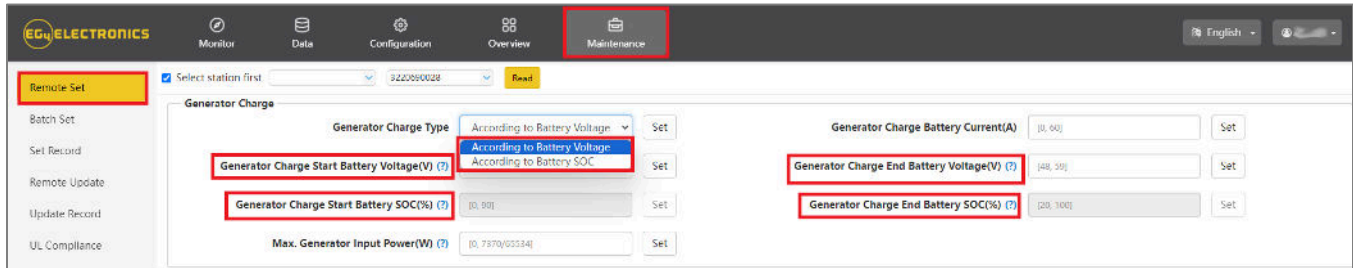 EG4 ELECTRONICS
Monitor
Data
Configuration
Overview
Maintenance
English
Remote Set
Batch Set
Set Record
Remote Update
Update Record
UL Compliance
Select station first
3220690028
Read
Generator Charge
Generator Charge Type
According to Battery Voltage
Set
Generator Charge Battery Current(A)
[0, 60]
Set
According to Battery Voltage
According to Battery SOC
Generator Charge Start Battery Voltage(V) (?)
Set
Generator Charge End Battery Voltage(V) (?)
[48, 59]
Set
Generator Charge Start Battery SOC(%) (?)
[0, 90]
Set
Generator Charge End Battery SOC(%) (?)
[20, 100]
Set
Max. Generator Input Power(W) (?)
[0, 7370/65534]
Set